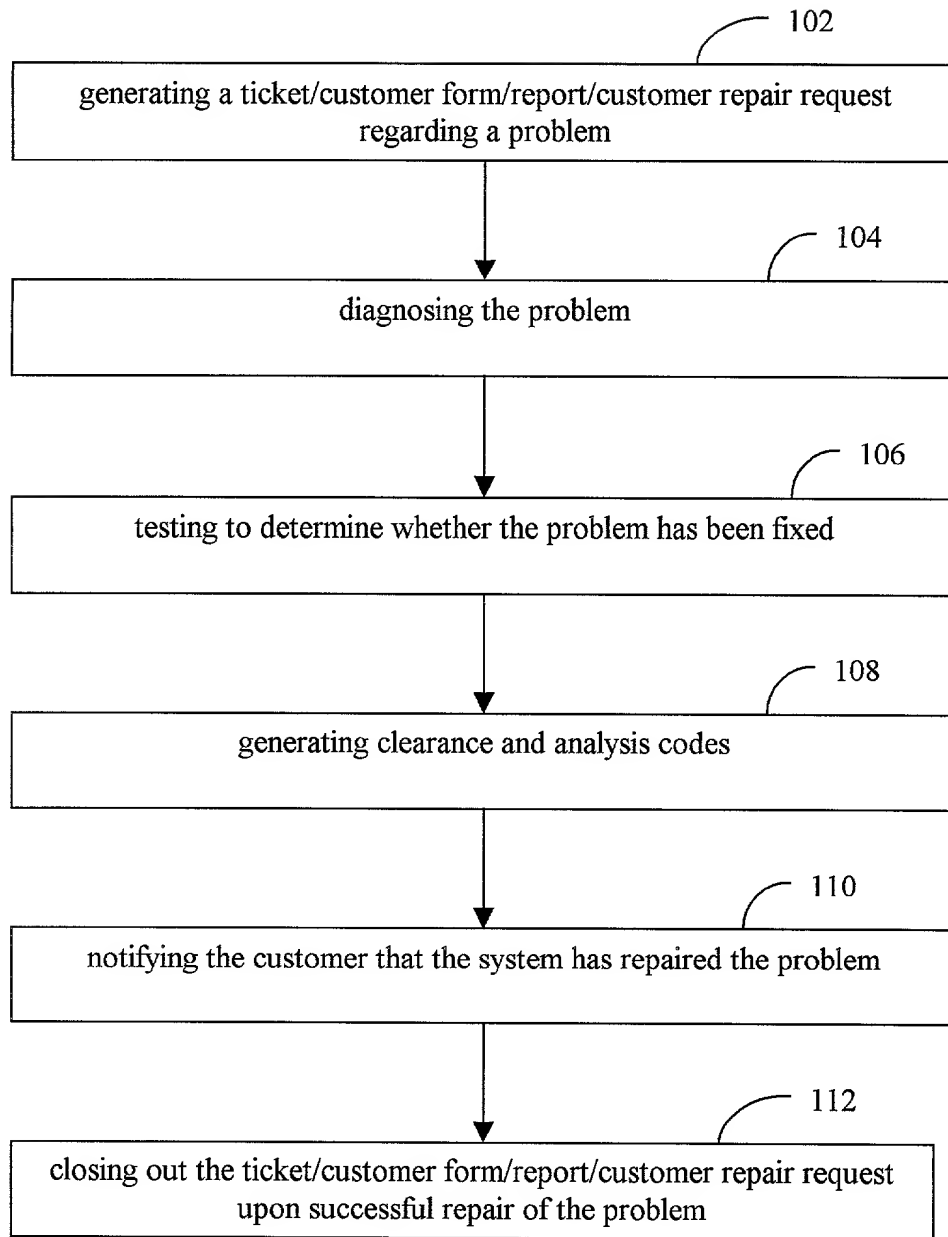 102
generating a ticket/customer form/report/customer repair request
regarding a problem
104
diagnosing the problem
106
testing to determine whether the problem has been fixed
108
generating clearance and analysis codes
110
notifying the customer that the system has repaired the problem
112
closing out the ticket/customer form/report/customer repair request
upon successful repair of the problem